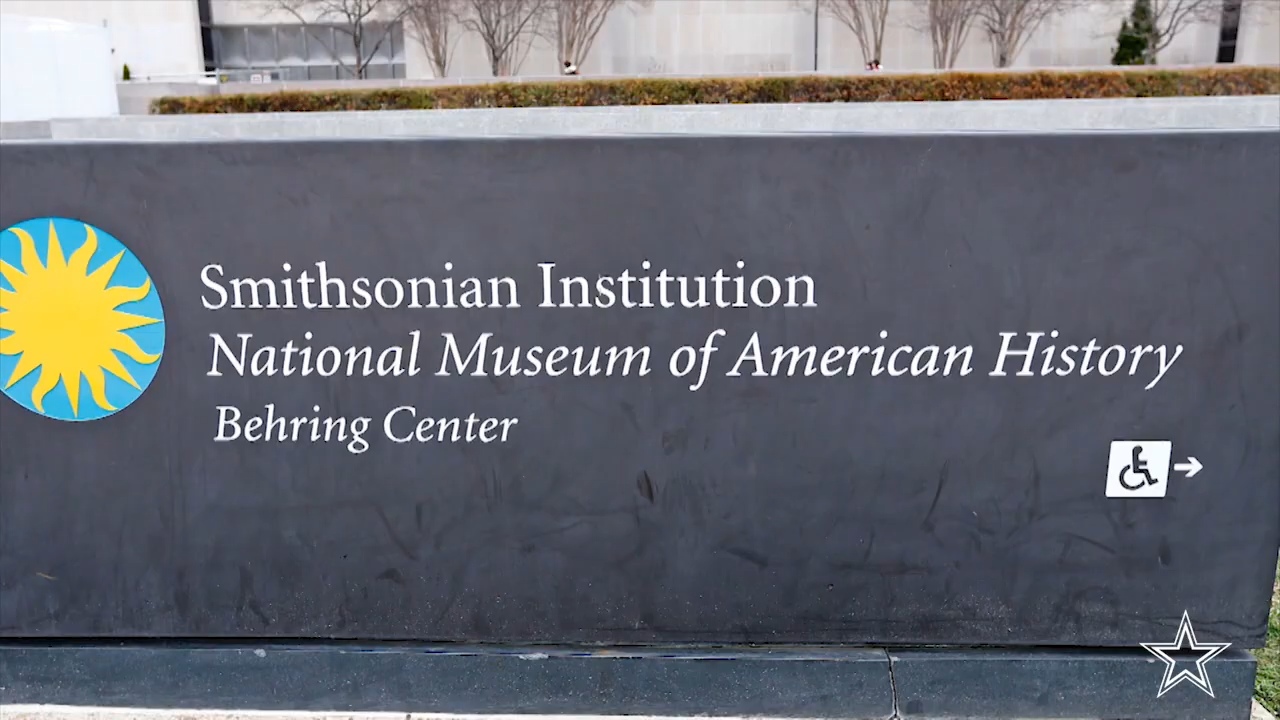 Smithsonian Institution
National Museum of American History
Behring Center